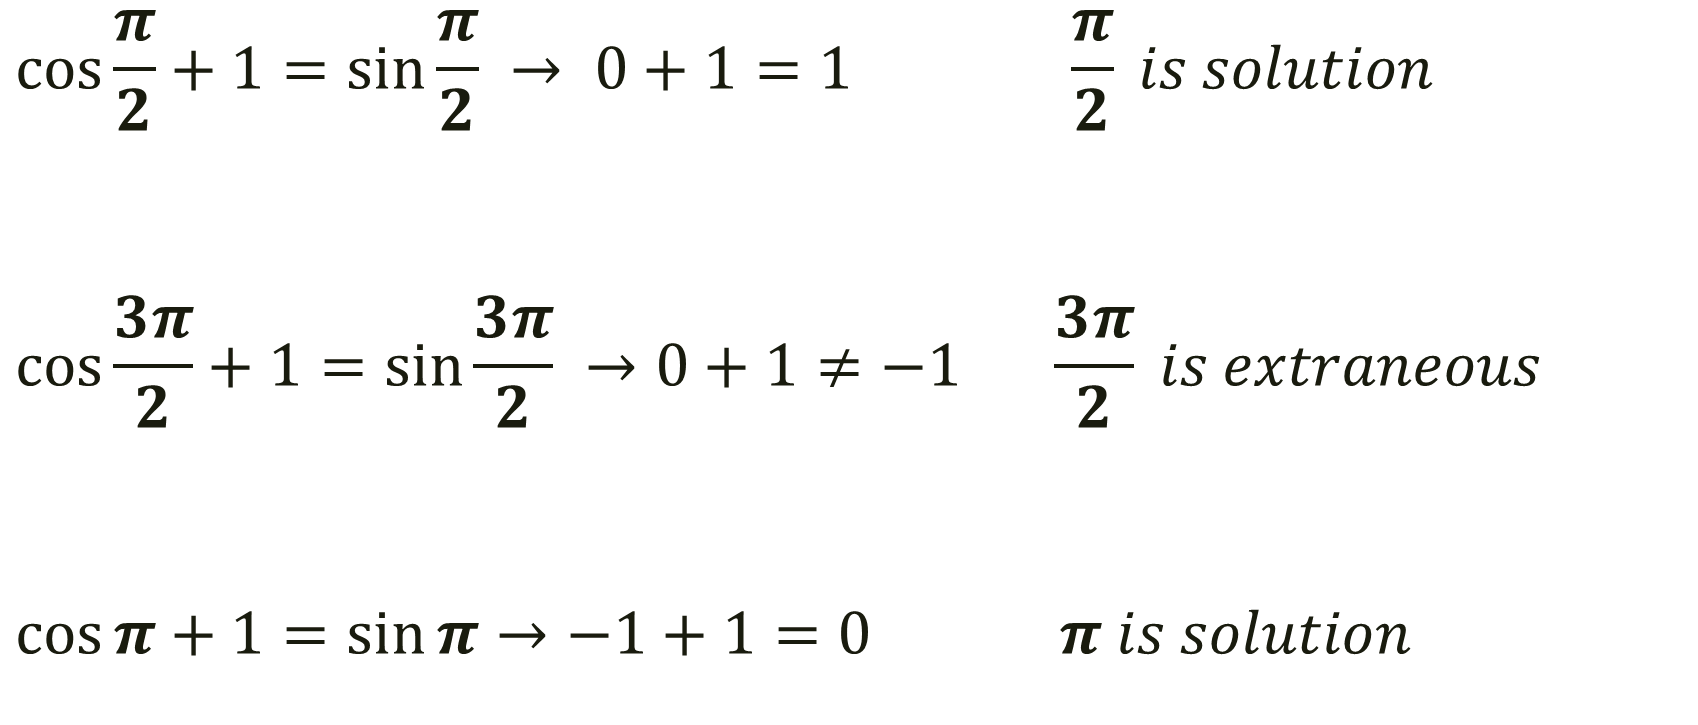 cos π/2 + 1 = sin π/2 → 0 + 1 = 1 π/2 is solution
cos 3π/2 + 1 = sin 3π/2 → 0 + 1 ≠ −1 3π/2 is extraneous
cos π + 1 = sin π → −1 + 1 = 0 π is solution